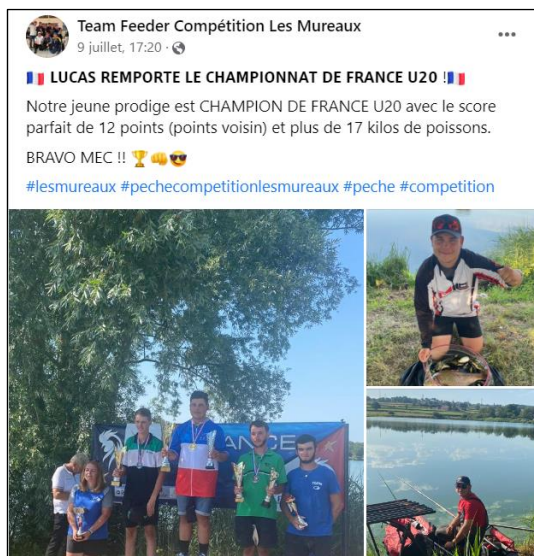 Team Feeder Compétition Les Mureaux
9 juillet, 17:20 ·
🇫🇷 LUCAS REMPORTE LE CHAMPIONNAT DE FRANCE U20 !🇫🇷
Notre jeune prodige est CHAMPION DE FRANCE U20 avec le score
parfait de 12 points (points voisin) et plus de 17 kilos de poissons.
BRAVO MEC !! 🏆👊😎
#lesmureaux #pechecompetitionlesmureaux #peche #competition